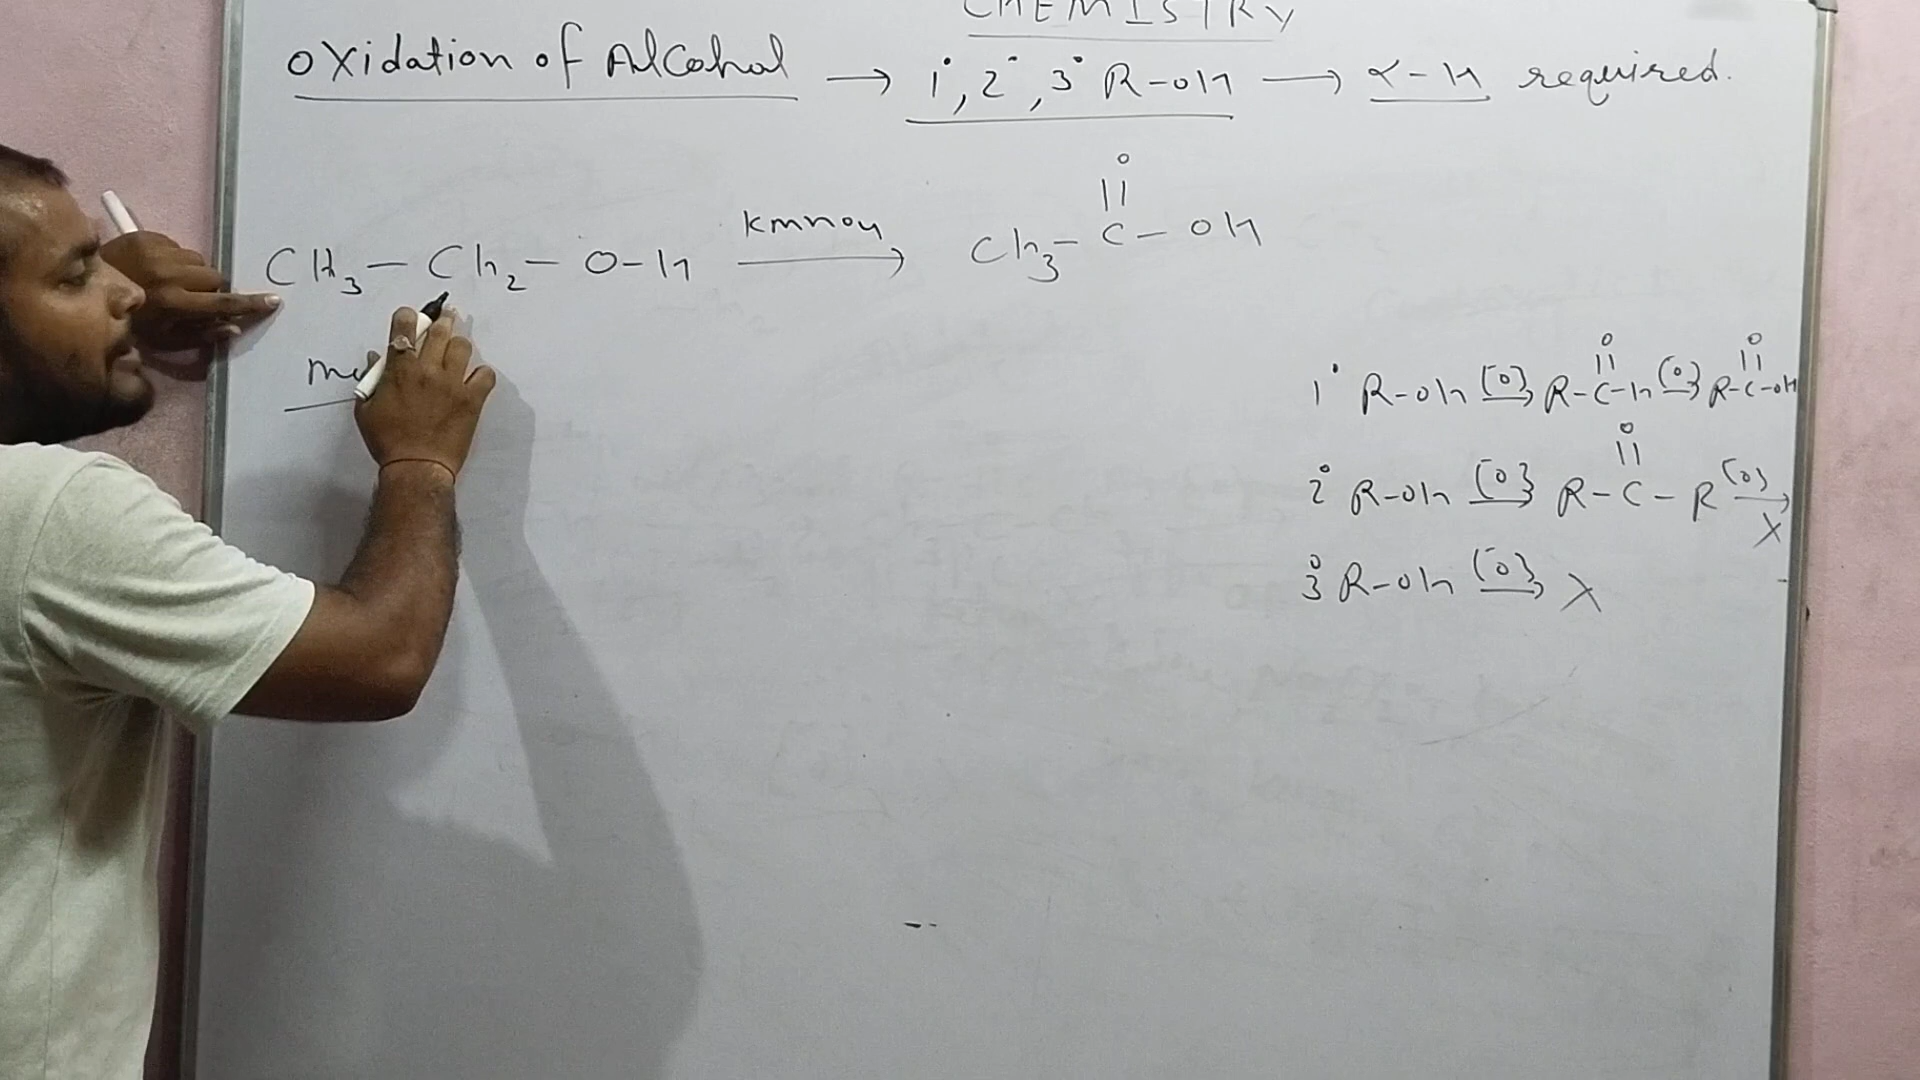 CHEMISTRY
Oxidation of Alcohal → 1°, 2°, 3° R-OH → α-H required.
CH3 - CH2 - O-H KMnO4 → CH3 - C - OH
O
||
1° R-OH [O]→ R-C-H [O]→ R-C-OH
O
||
O
||
2° R-OH [O]→ R-C-R [O]→ X
O
||
3° R-OH [O]→ X